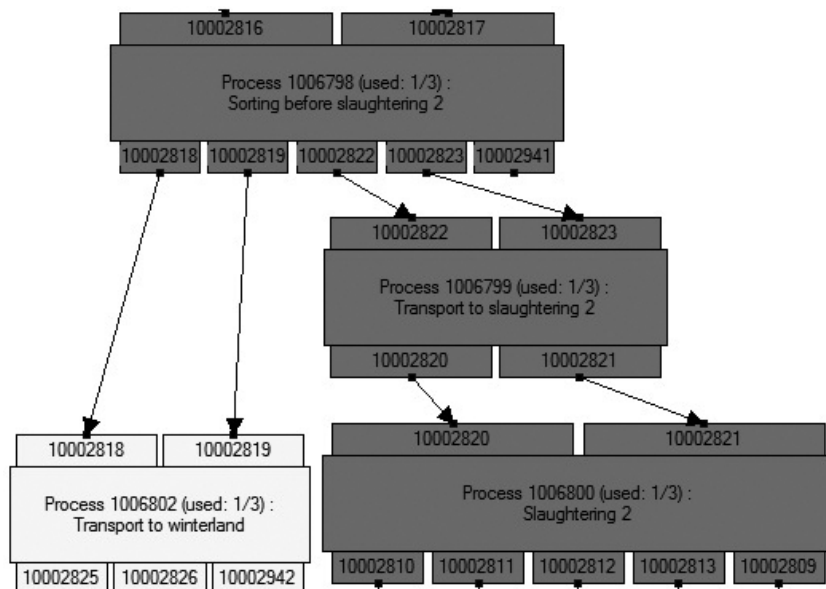 10002816 10002817
Process 1006798 (used: 1/3) :
Sorting before slaughtering 2
10002818 10002819 10002822 10002823 10002941
10002822 10002823
Process 1006799 (used: 1/3) :
Transport to slaughtering 2
10002820 10002821
10002818 10002819
Process 1006802 (used: 1/3) :
Transport to winterland
10002825 10002826 10002942
10002820 10002821
Process 1006800 (used: 1/3) :
Slaughtering 2
10002810 10002811 10002812 10002813 10002809